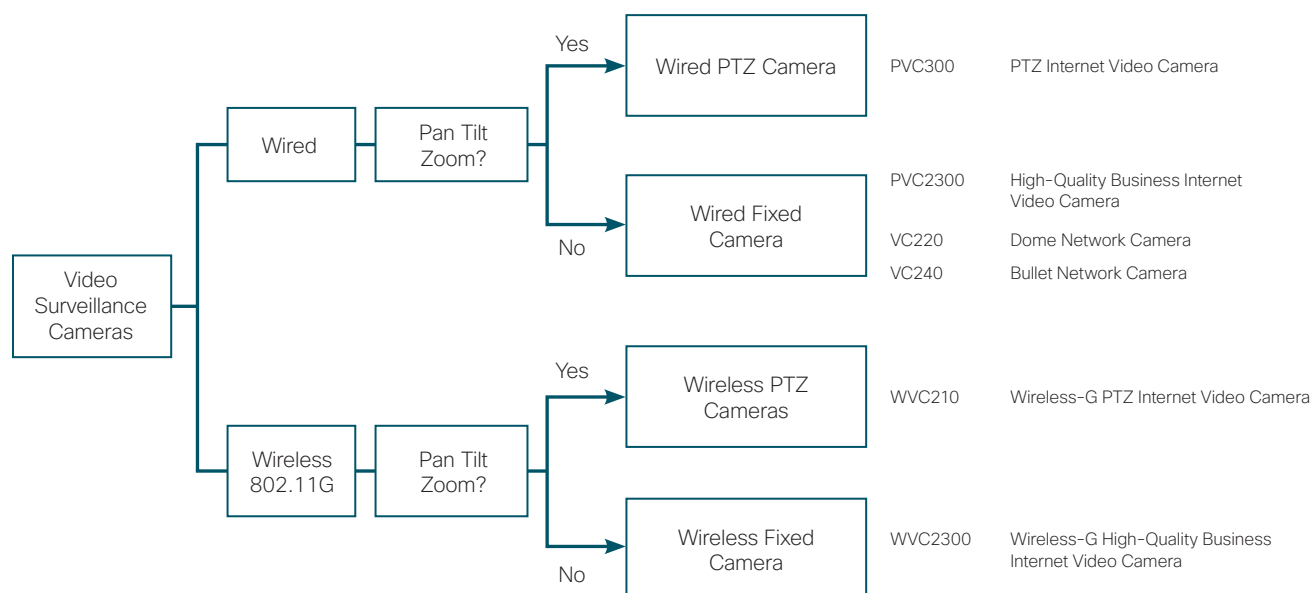 Yes
Wired PTZ Camera
PVC300
PTZ Internet Video Camera
Wired
Pan Tilt
Zoom?
No
Wired Fixed
Camera
PVC2300
High-Quality Business Internet
Video Camera
VC220
Dome Network Camera
VC240
Bullet Network Camera
Video
Surveillance
Cameras
Yes
Wireless PTZ
Cameras
WVC210
Wireless-G PTZ Internet Video Camera
Wireless
802.11G
Pan Tilt
Zoom?
No
Wireless Fixed
Camera
WVC2300
Wireless-G High-Quality Business
Internet Video Camera